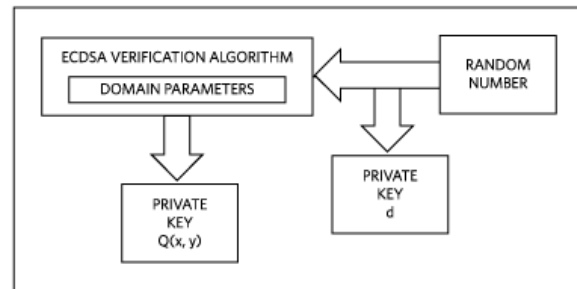 ECDSA VERIFICATION ALGORITHM
DOMAIN PARAMETERS
RANDOM
NUMBER
PRIVATE
KEY
Q(x, y)
PRIVATE
KEY
d